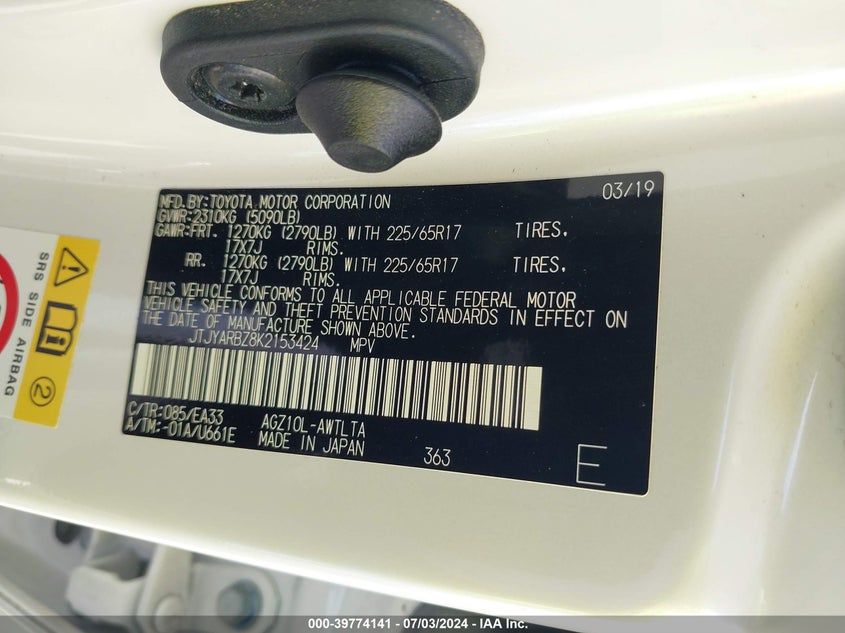 MFD.BY:TOYOTA MOTOR CORPORATION 03/19
GVWR:2310KG (5090LB)
GAWR:FRT. 1270KG (2790LB) WITH 225/65R17 TIRES,
17X7J RIMS.
RR. 1270KG (2790LB) WITH 225/65R17 TIRES,
17X7J RIMS.
THIS VEHICLE CONFORMS TO ALL APPLICABLE FEDERAL MOTOR
VEHICLE SAFETY AND THEFT PREVENTION STANDARDS IN EFFECT ON
THE DATE OF MANUFACTURE SHOWN ABOVE.
JTJYARBZ8K2153424 MPV
C/TR:085/EA33 AGZ10L-AWTLTA
A/TM:-01A/U661E MADE IN JAPAN 363 E
SRS SIDE AIRBAG
2
000-39774141 - 07/03/2024 - IAAI.com